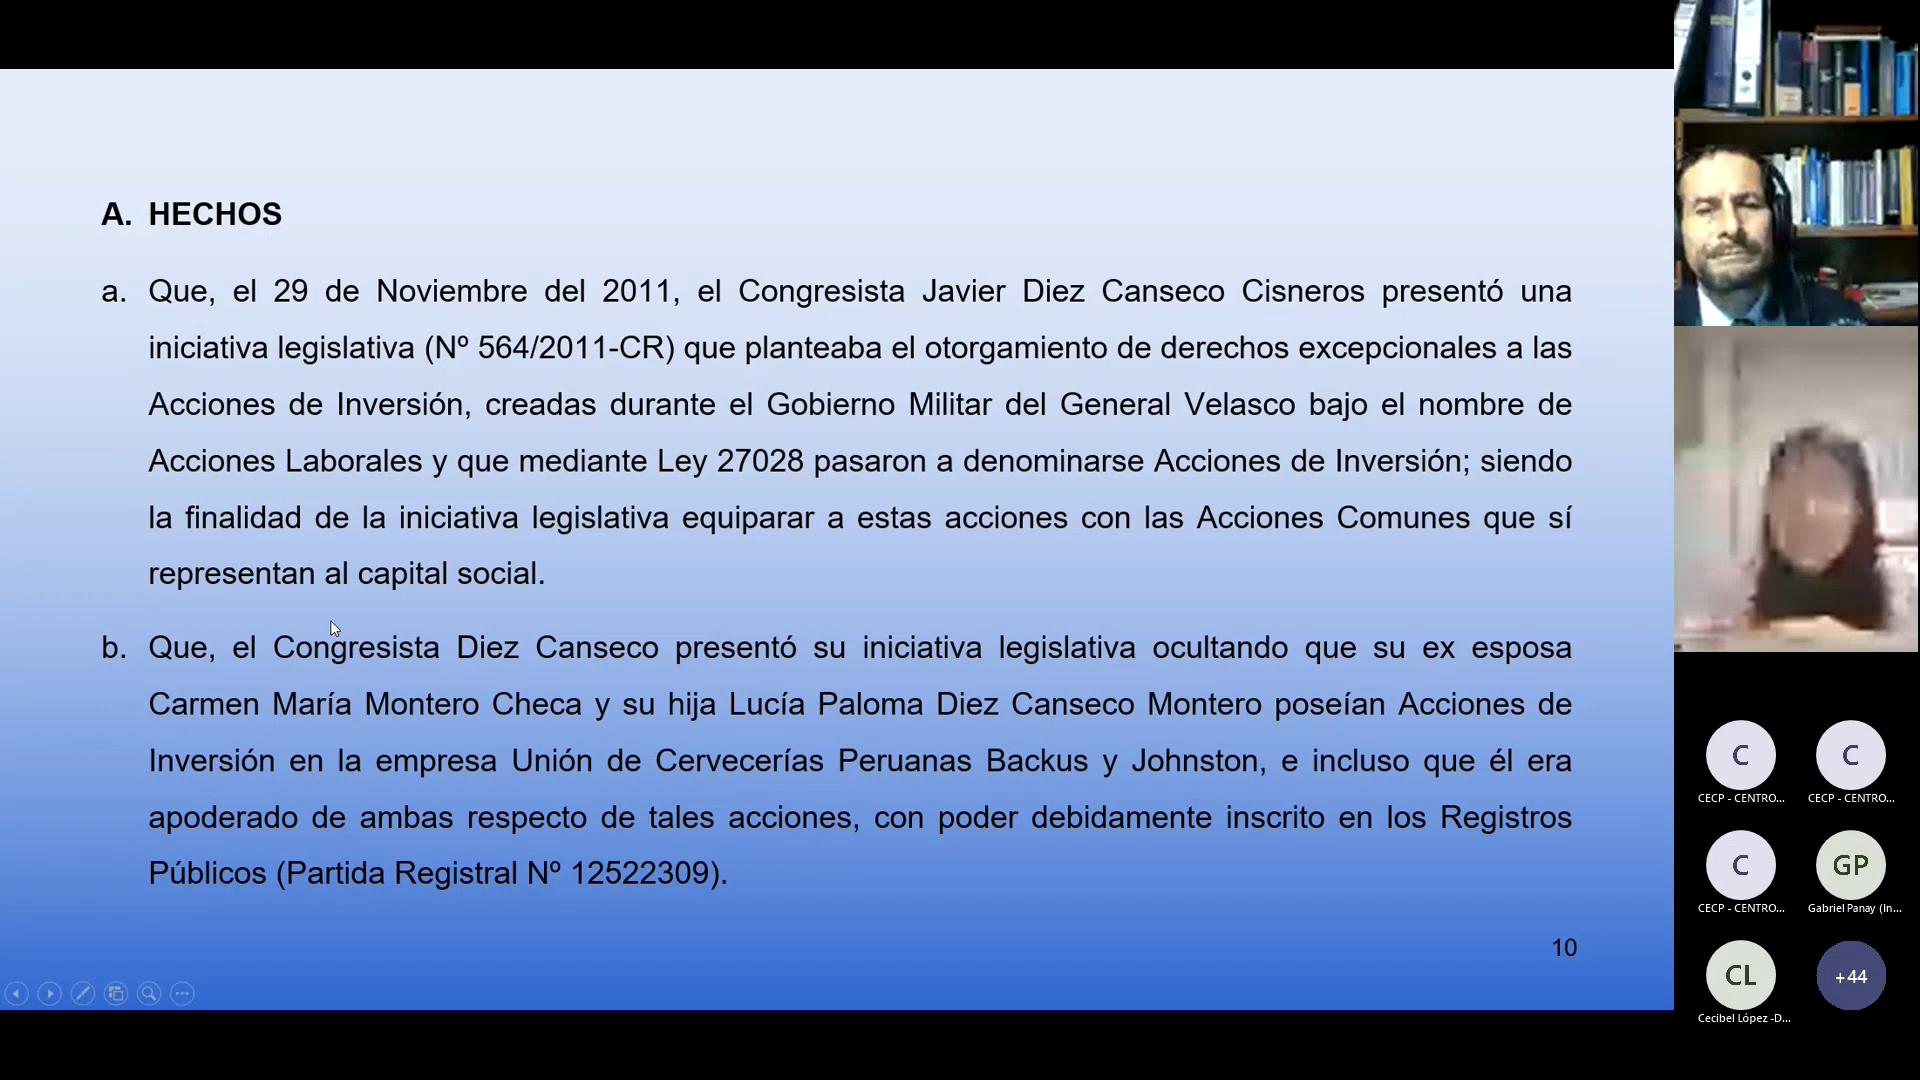 A. HECHOS
a. Que, el 29 de Noviembre del 2011, el Congresista Javier Diez Canseco Cisneros presentó una
iniciativa legislativa (Nº 564/2011-CR) que planteaba el otorgamiento de derechos excepcionales a las
Acciones de Inversión, creadas durante el Gobierno Militar del General Velasco bajo el nombre de
Acciones Laborales y que mediante Ley 27028 pasaron a denominarse Acciones de Inversión; siendo
la finalidad de la iniciativa legislativa equiparar a estas acciones con las Acciones Comunes que sí
representan al capital social.
b. Que, el Congresista Diez Canseco presentó su iniciativa legislativa ocultando que su ex esposa
Carmen María Montero Checa y su hija Lucía Paloma Diez Canseco Montero poseían Acciones de
Inversión en la empresa Unión de Cervecerías Peruanas Backus y Johnston, e incluso que él era
apoderado de ambas respecto de tales acciones, con poder debidamente inscrito en los Registros
Públicos (Partida Registral Nº 12522309).
10
C
C
CECP - CENTRO...
CECP - CENTRO...
C
GP
CECP - CENTRO...
Gabriel Panay (In...
CL
+44
Cecibel López -D...